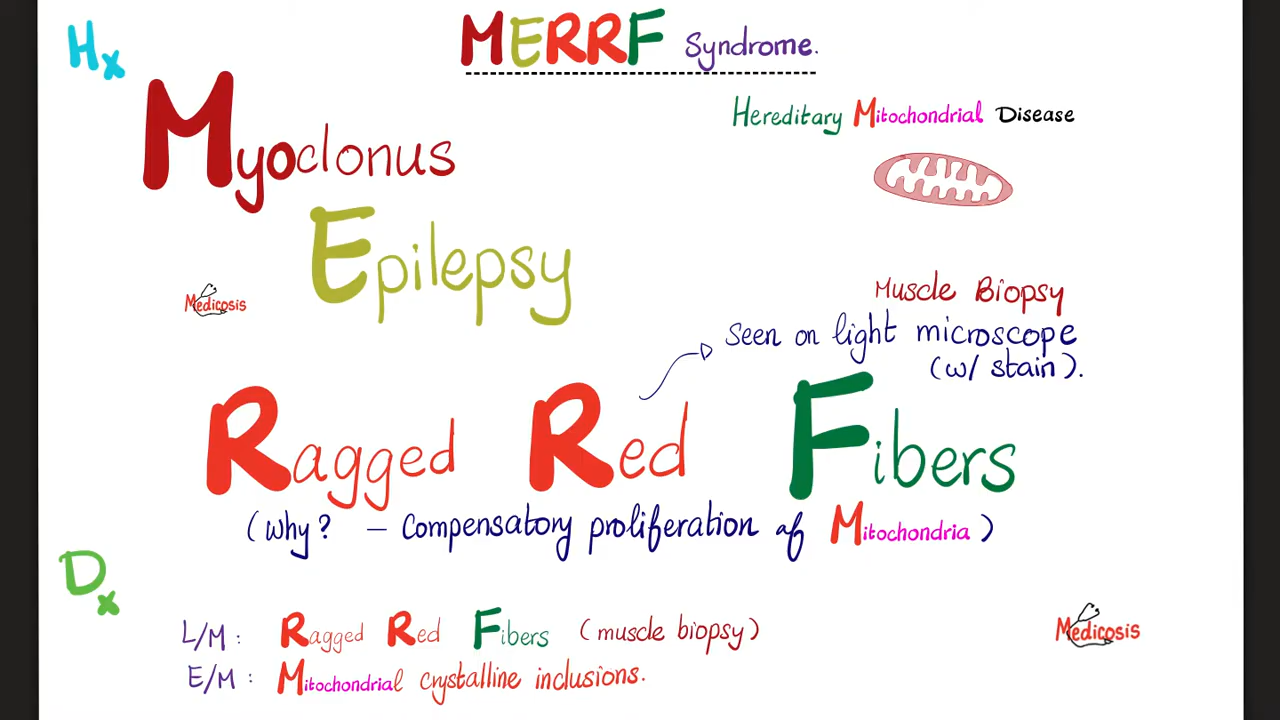 Hx
MERRF Syndrome.
Hereditary Mitochondrial Disease
Myoclonus
Epilepsy
Medicosis
Muscle Biopsy
Seen on light microscope
(w/ stain).
Ragged Red Fibers
(why? – Compensatory proliferation of Mitochondria)
Dx
L/M: Ragged Red Fibers (muscle biopsy)
E/M: Mitochondrial crystalline inclusions.
Medicosis